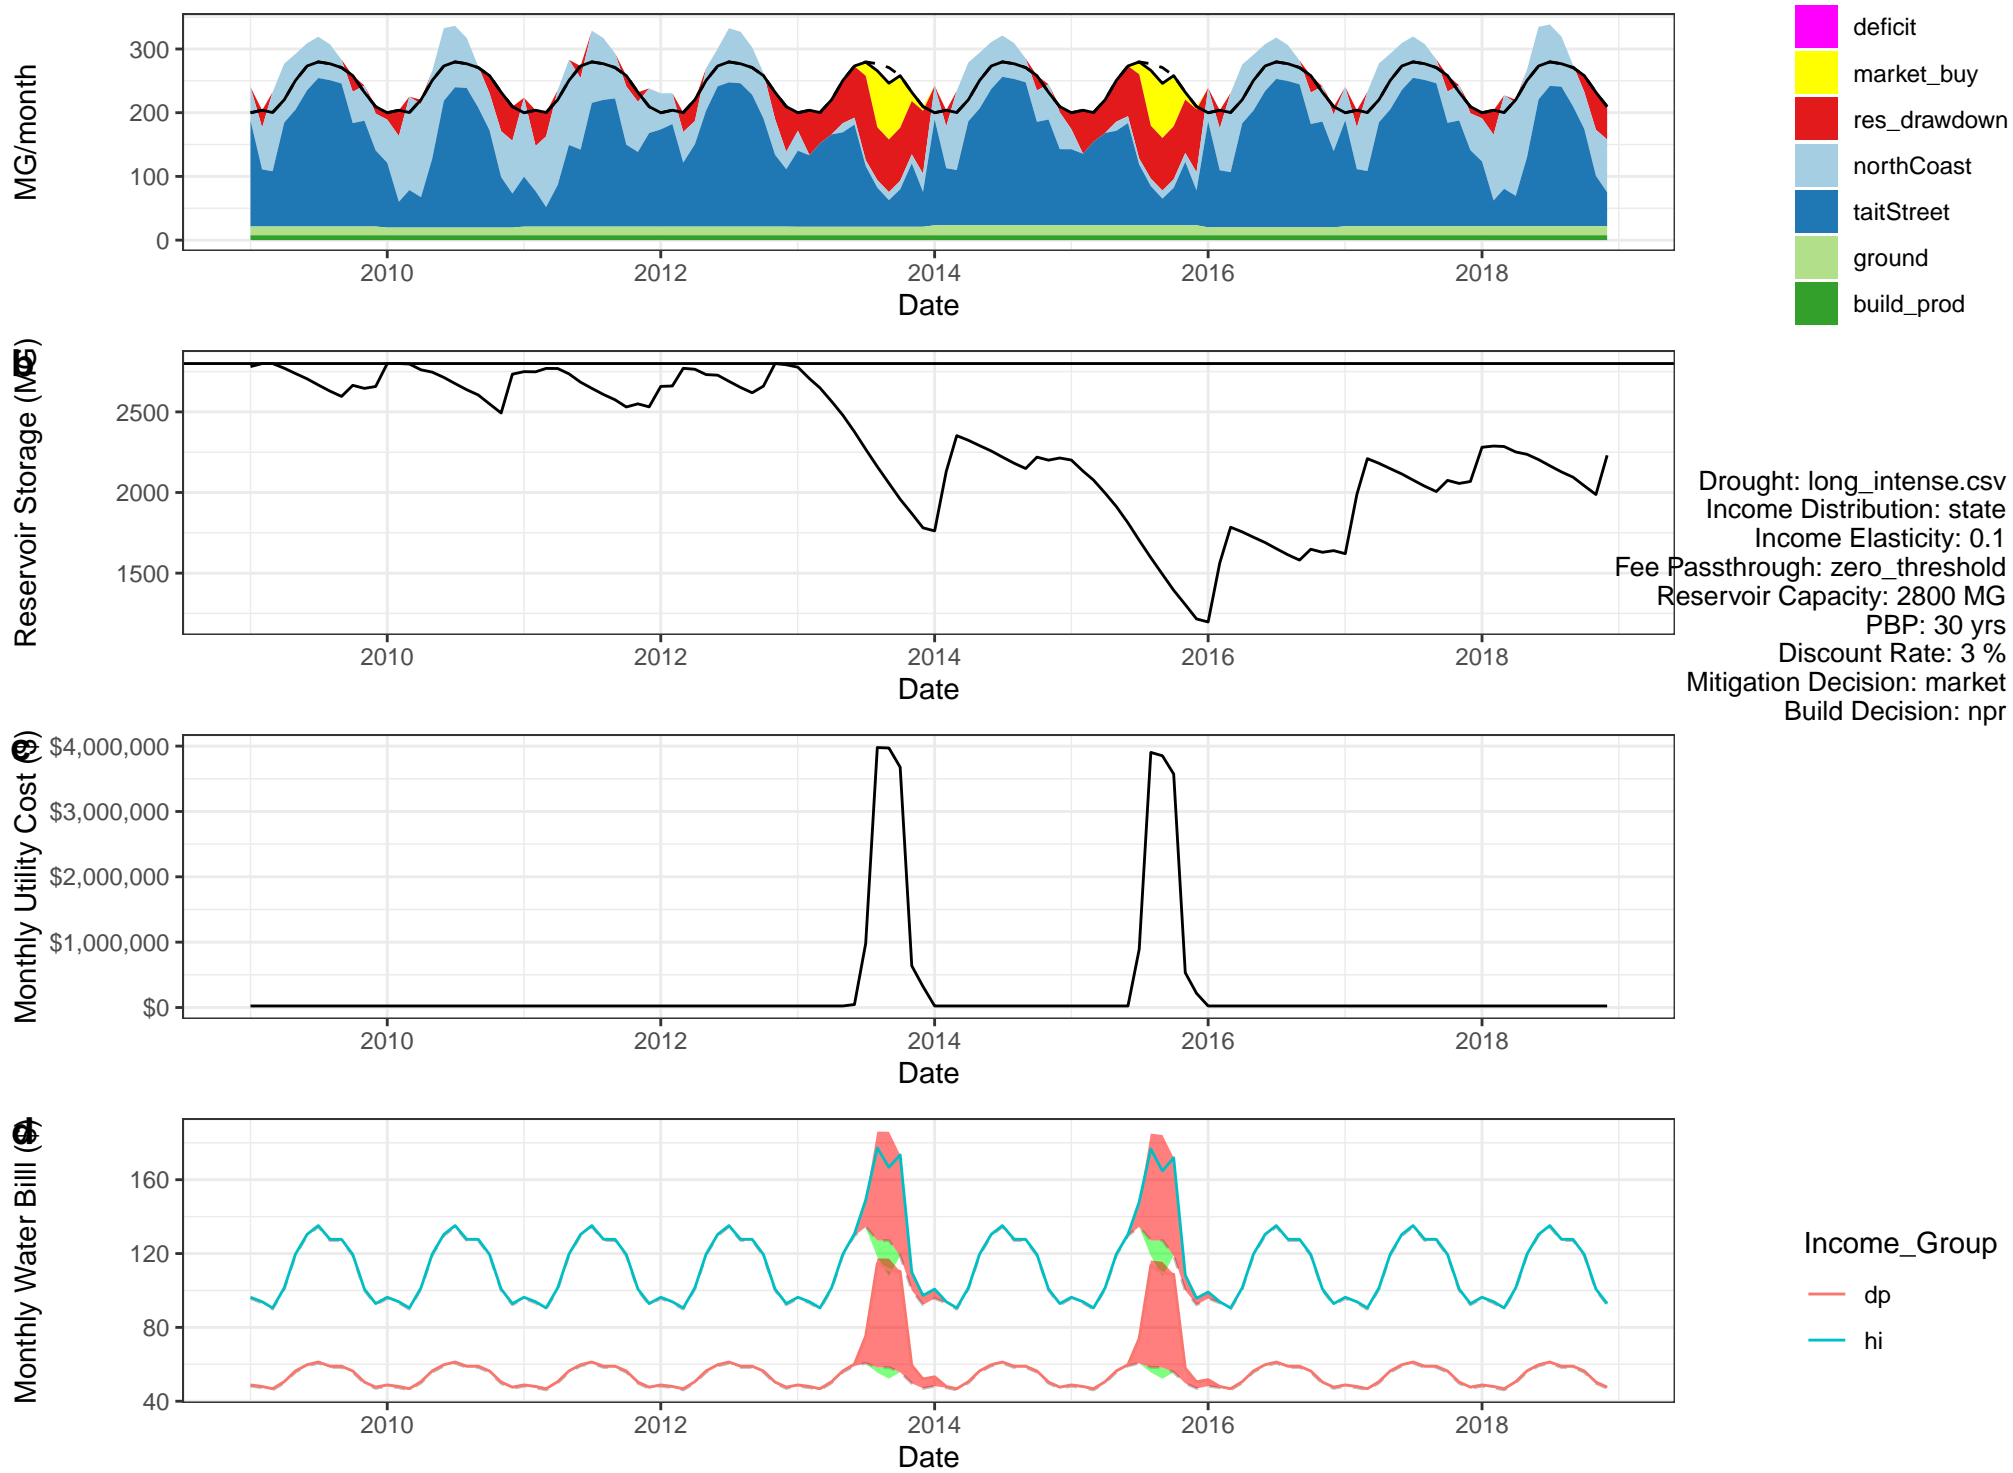 MG/month
300
200
100
0
2010
2012
2014
2016
2018
Date
deficit
market_buy
res_drawdown
northCoast
taitStreet
ground
build_prod
b
Reservoir Storage (MG)
2500
2000
1500
2010
2012
2014
2016
2018
Date
Drought: long_intense.csv
Income Distribution: state
Income Elasticity: 0.1
Fee Passthrough: zero_threshold
Reservoir Capacity: 2800 MG
PBP: 30 yrs
Discount Rate: 3 %
Mitigation Decision: market
Build Decision: npr
c
Monthly Utility Cost ($)
$4,000,000
$3,000,000
$2,000,000
$1,000,000
$0
2010
2012
2014
2016
2018
Date
d
Monthly Water Bill ($)
160
120
80
40
2010
2012
2014
2016
2018
Date
Income_Group
dp
hi